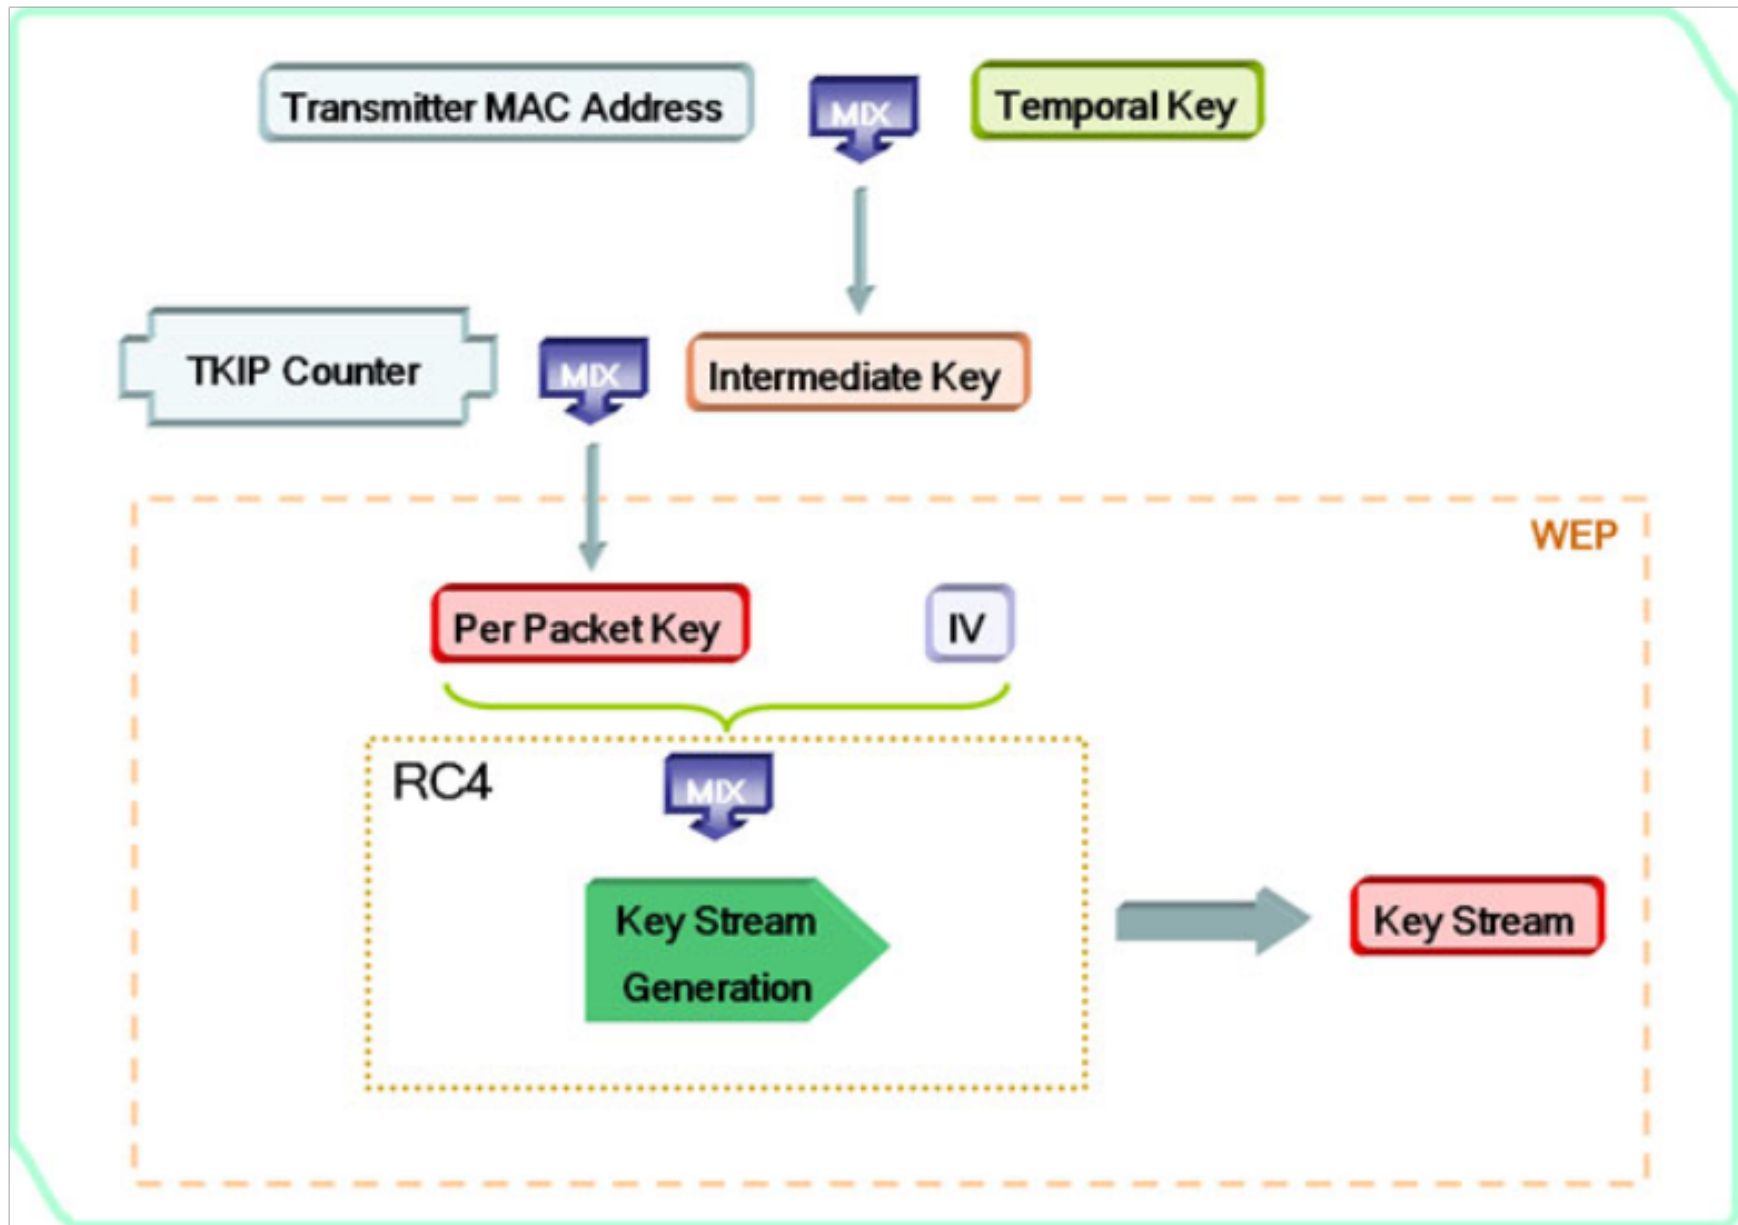 Transmitter MAC Address
MIX
Temporal Key
TKIP Counter
MIX
Intermediate Key
WEP
Per Packet Key
IV
RC4
MIX
Key Stream
Generation
Key Stream